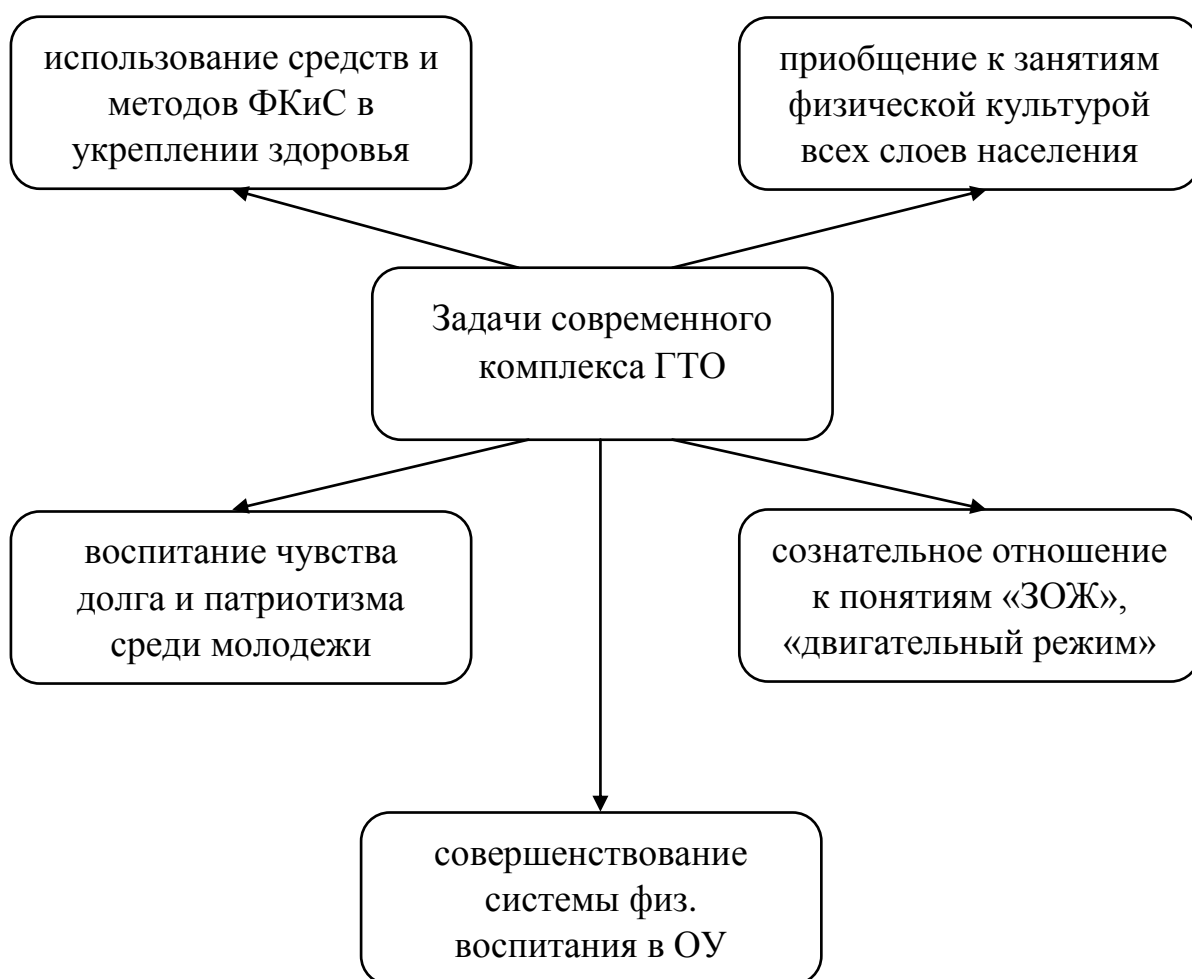 использование средств и
методов ФКиС в
укреплении здоровья
приобщение к занятиям
физической культурой
всех слоев населения
Задачи современного
комплекса ГТО
воспитание чувства
долга и патриотизма
среди молодежи
сознательное отношение
к понятиям «ЗОЖ»,
«двигательный режим»
совершенствование
системы физ.
воспитания в ОУ